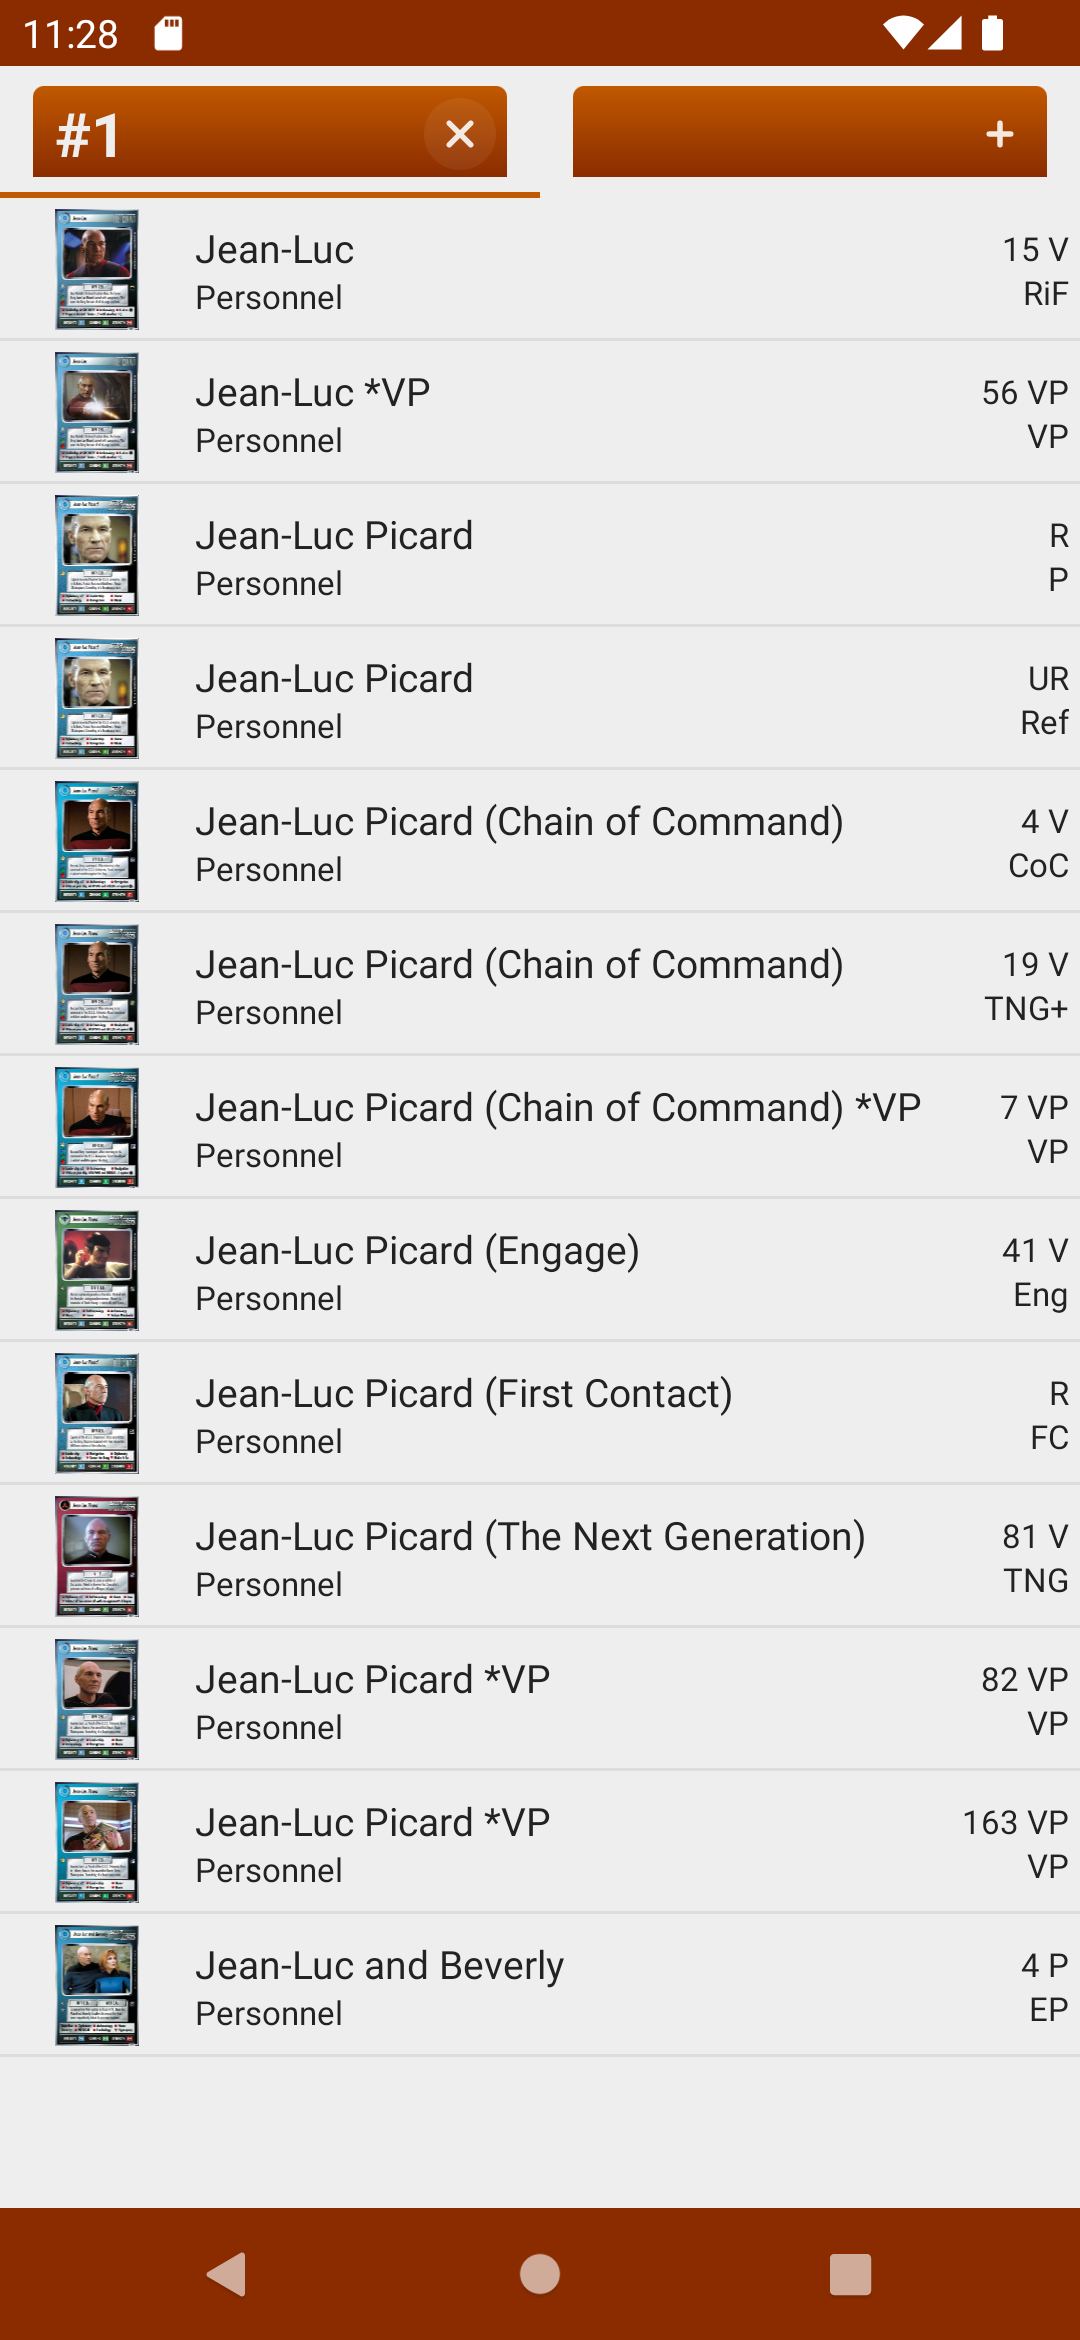 11:28
#1
Jean-Luc
15 V
Personnel
RiF
Jean-Luc *VP
56 VP
Personnel
VP
Jean-Luc Picard
R
Personnel
P
Jean-Luc Picard
UR
Personnel
Ref
Jean-Luc Picard (Chain of Command)
4 V
Personnel
CoC
Jean-Luc Picard (Chain of Command)
19 V
Personnel
TNG+
Jean-Luc Picard (Chain of Command) *VP
7 VP
Personnel
VP
Jean-Luc Picard (Engage)
41 V
Personnel
Eng
Jean-Luc Picard (First Contact)
R
Personnel
FC
Jean-Luc Picard (The Next Generation)
81 V
Personnel
TNG
Jean-Luc Picard *VP
82 VP
Personnel
VP
Jean-Luc Picard *VP
163 VP
Personnel
VP
Jean-Luc and Beverly
4 P
Personnel
EP